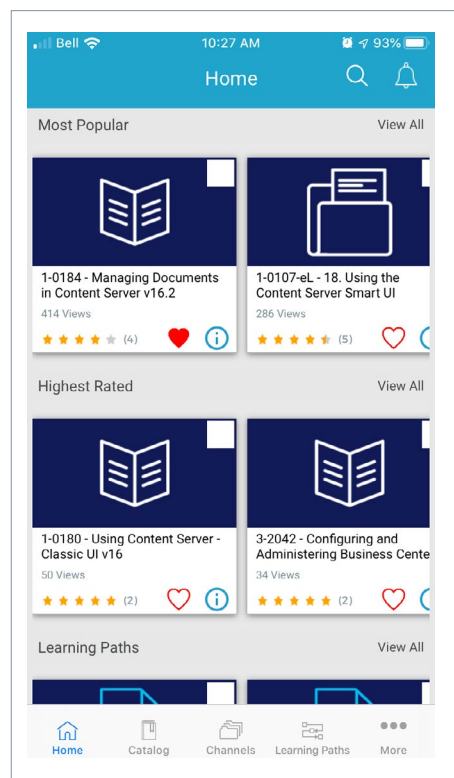 Bell 10:27 AM 93%
Home
Most Popular View All
1-0184 - Managing Documents
in Content Server v16.2
414 Views
(4)
1-0107-eL - 18. Using the
Content Server Smart UI
286 Views
(5)
Highest Rated View All
1-0180 - Using Content Server -
Classic UI v16
50 Views
(2)
3-2042 - Configuring and
Administering Business Cente
34 Views
(2)
Learning Paths View All
Home Catalog Channels Learning Paths More